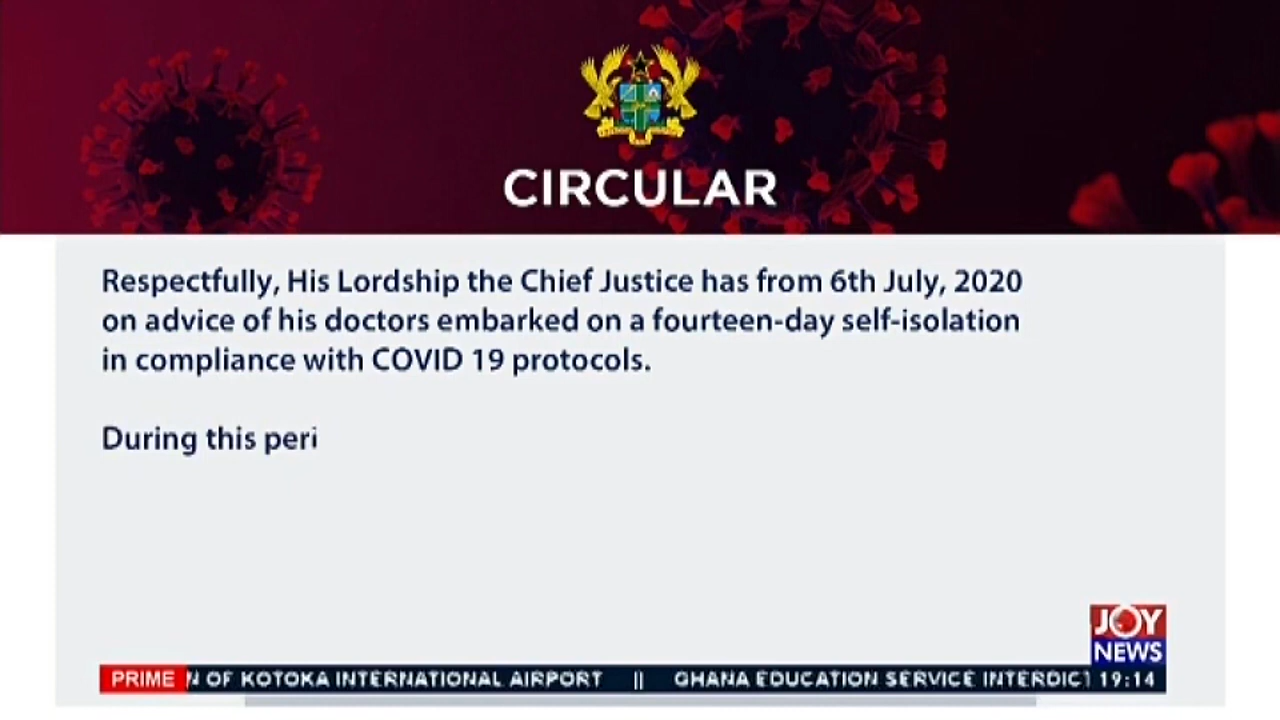 CIRCULAR
Respectfully, His Lordship the Chief Justice has from 6th July, 2020
on advice of his doctors embarked on a fourteen-day self-isolation
in compliance with COVID 19 protocols.
During this peri
JOY
NEWS
PRIME N OF KOTOKA INTERNATIONAL AIRPORT || GHANA EDUCATION SERVICE INTERDICT 19:14